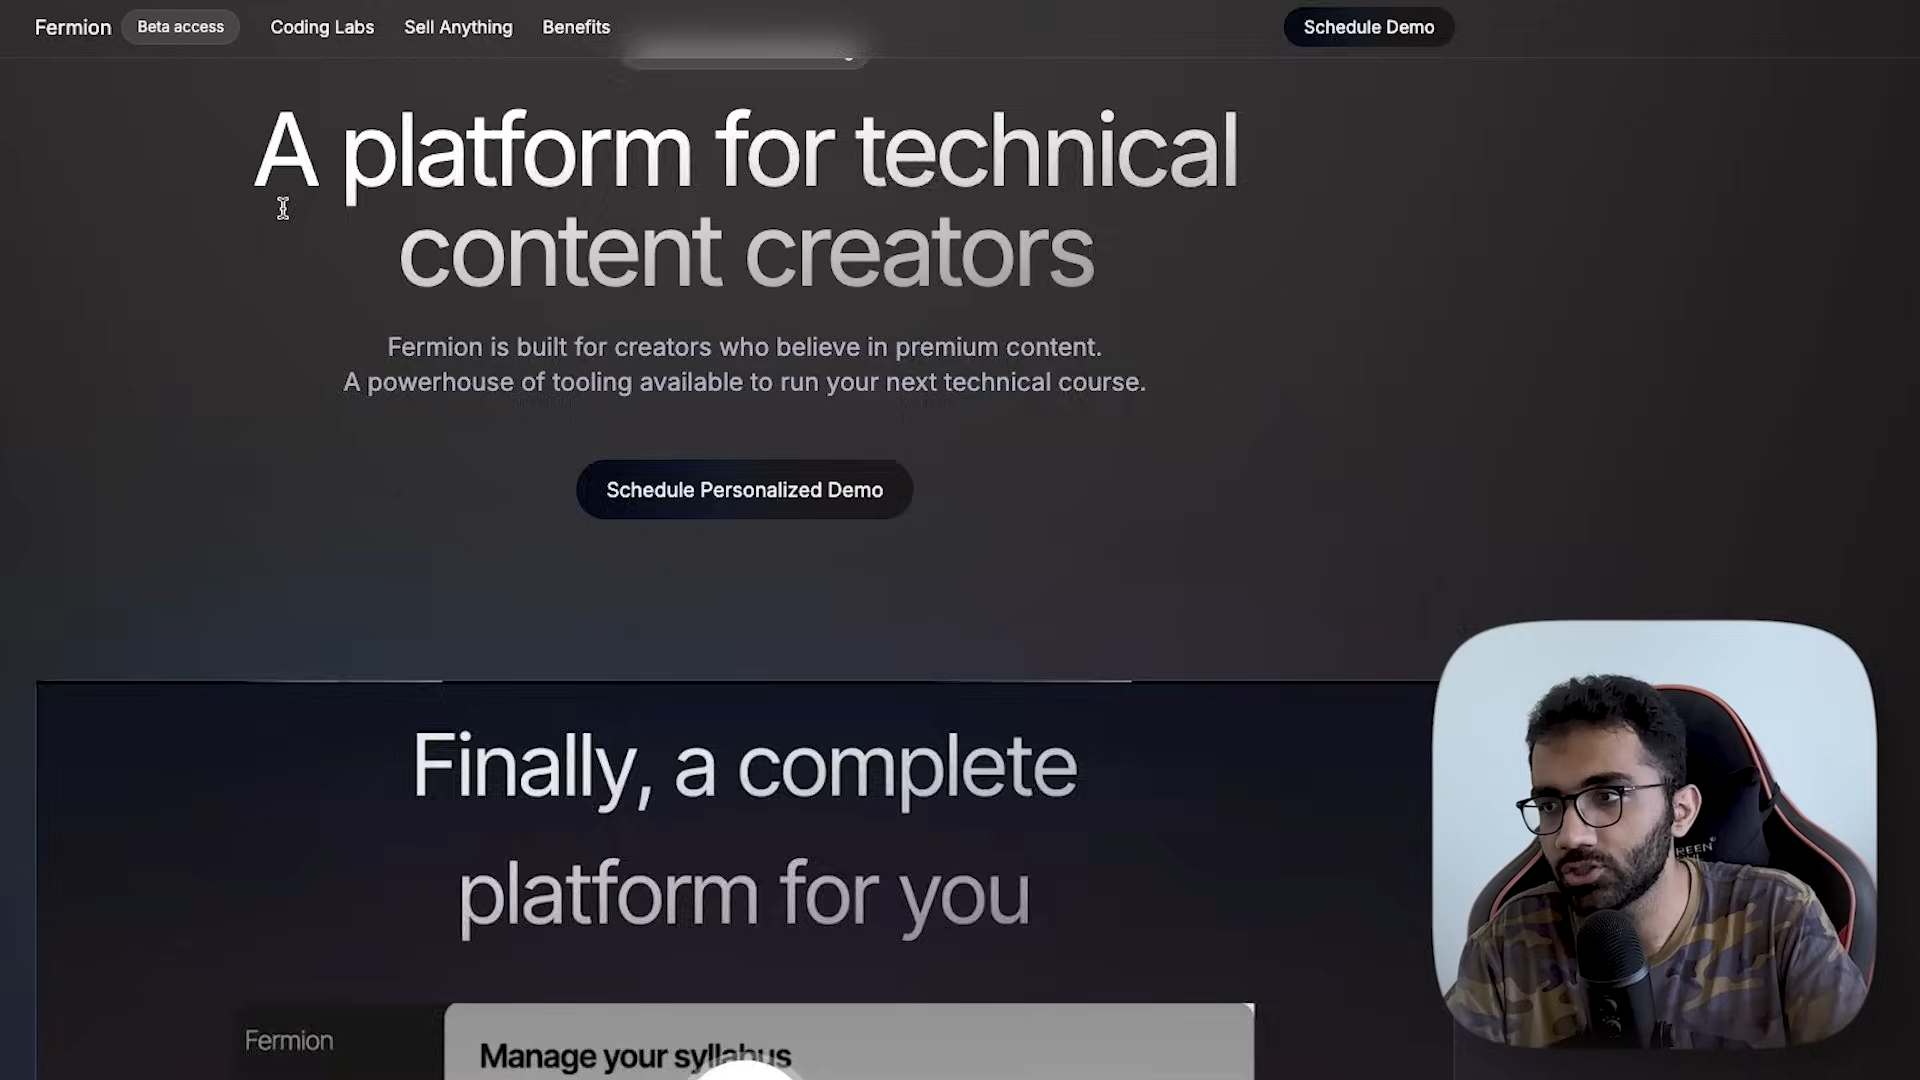 Fermion Beta access Coding Labs Sell Anything Benefits Schedule Demo
A platform for technical
content creators
Fermion is built for creators who believe in premium content.
A powerhouse of tooling available to run your next technical course.
Schedule Personalized Demo
Finally, a complete
platform for you
Fermion
Manage your syllabus